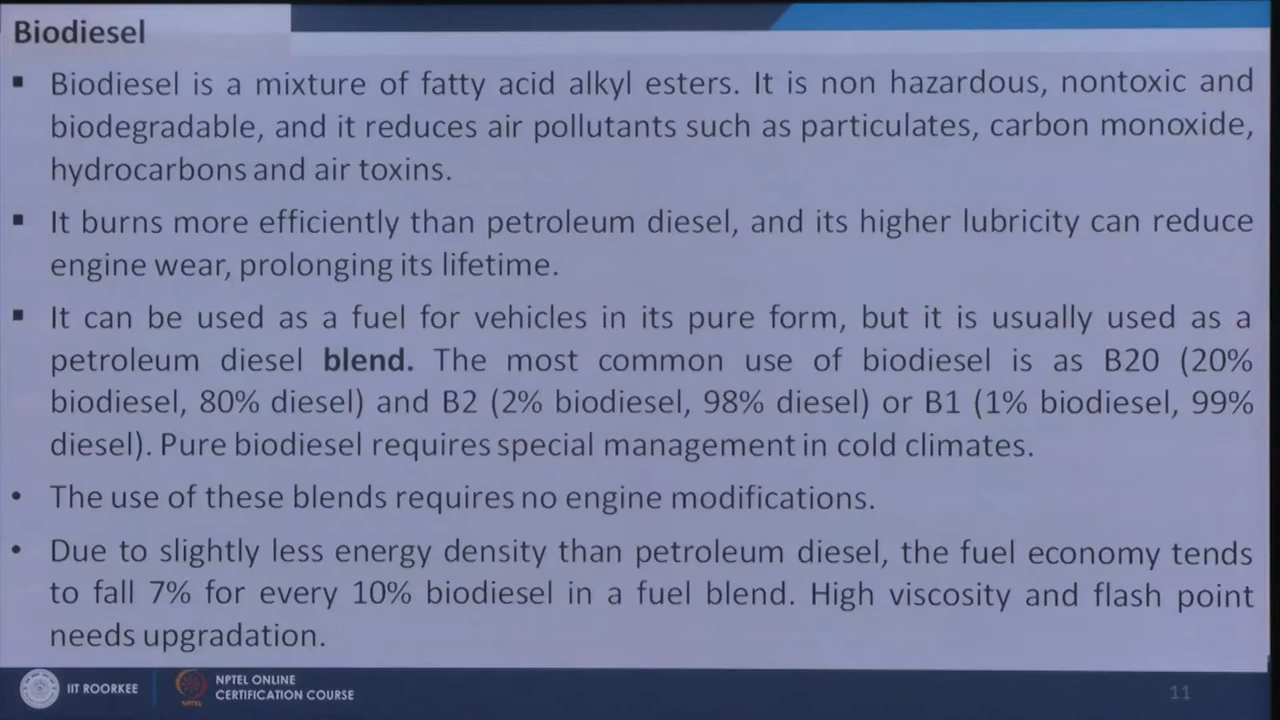 Biodiesel
▪ Biodiesel is a mixture of fatty acid alkyl esters. It is non hazardous, nontoxic and
biodegradable, and it reduces air pollutants such as particulates, carbon monoxide,
hydrocarbons and air toxins.
▪ It burns more efficiently than petroleum diesel, and its higher lubricity can reduce
engine wear, prolonging its lifetime.
▪ It can be used as a fuel for vehicles in its pure form, but it is usually used as a
petroleum diesel blend. The most common use of biodiesel is as B20 (20%
biodiesel, 80% diesel) and B2 (2% biodiesel, 98% diesel) or B1 (1% biodiesel, 99%
diesel). Pure biodiesel requires special management in cold climates.
• The use of these blends requires no engine modifications.
• Due to slightly less energy density than petroleum diesel, the fuel economy tends
to fall 7% for every 10% biodiesel in a fuel blend. High viscosity and flash point
needs upgradation.
IIT ROORKEE
NPTEL
NPTEL ONLINE
CERTIFICATION COURSE
11